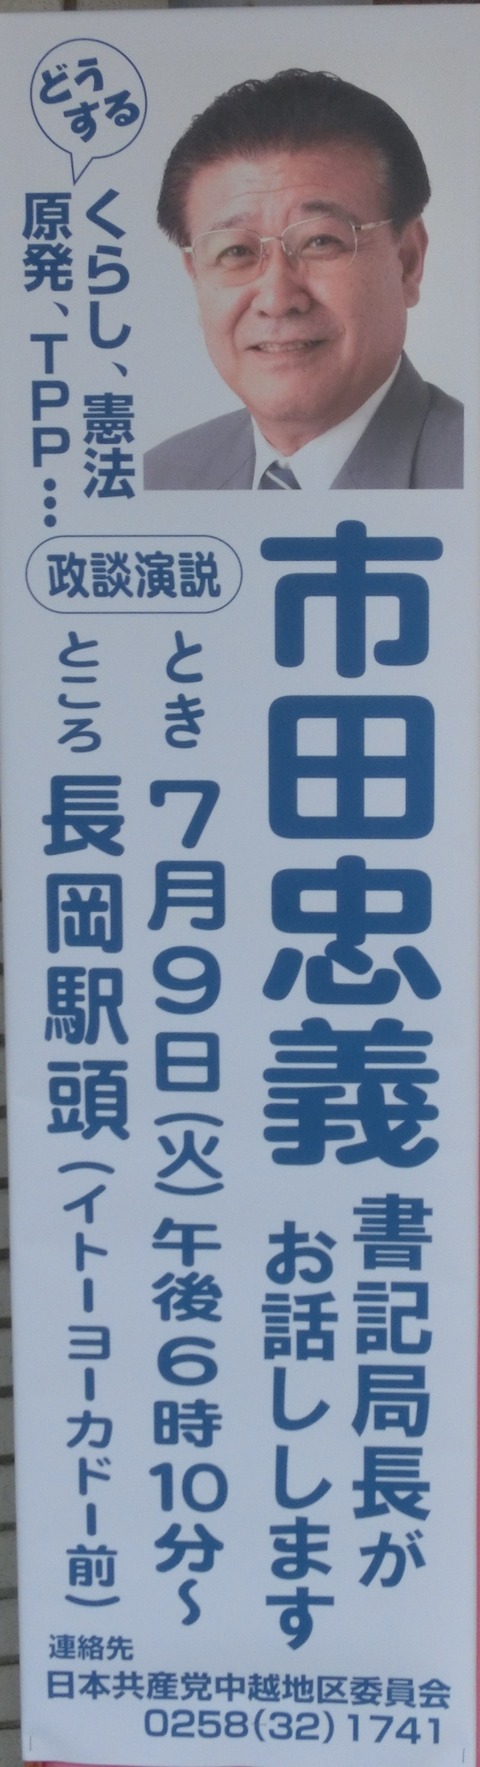 どう
する
くらし、憲法
原発、TPP…
市田忠義
書記局長が
お話しします
政談演説
とき 7月9日(火)午後6時10分～
ところ 長岡駅頭(イトーヨーカドー前)
連絡先
日本共産党中越地区委員会
0258(32)1741